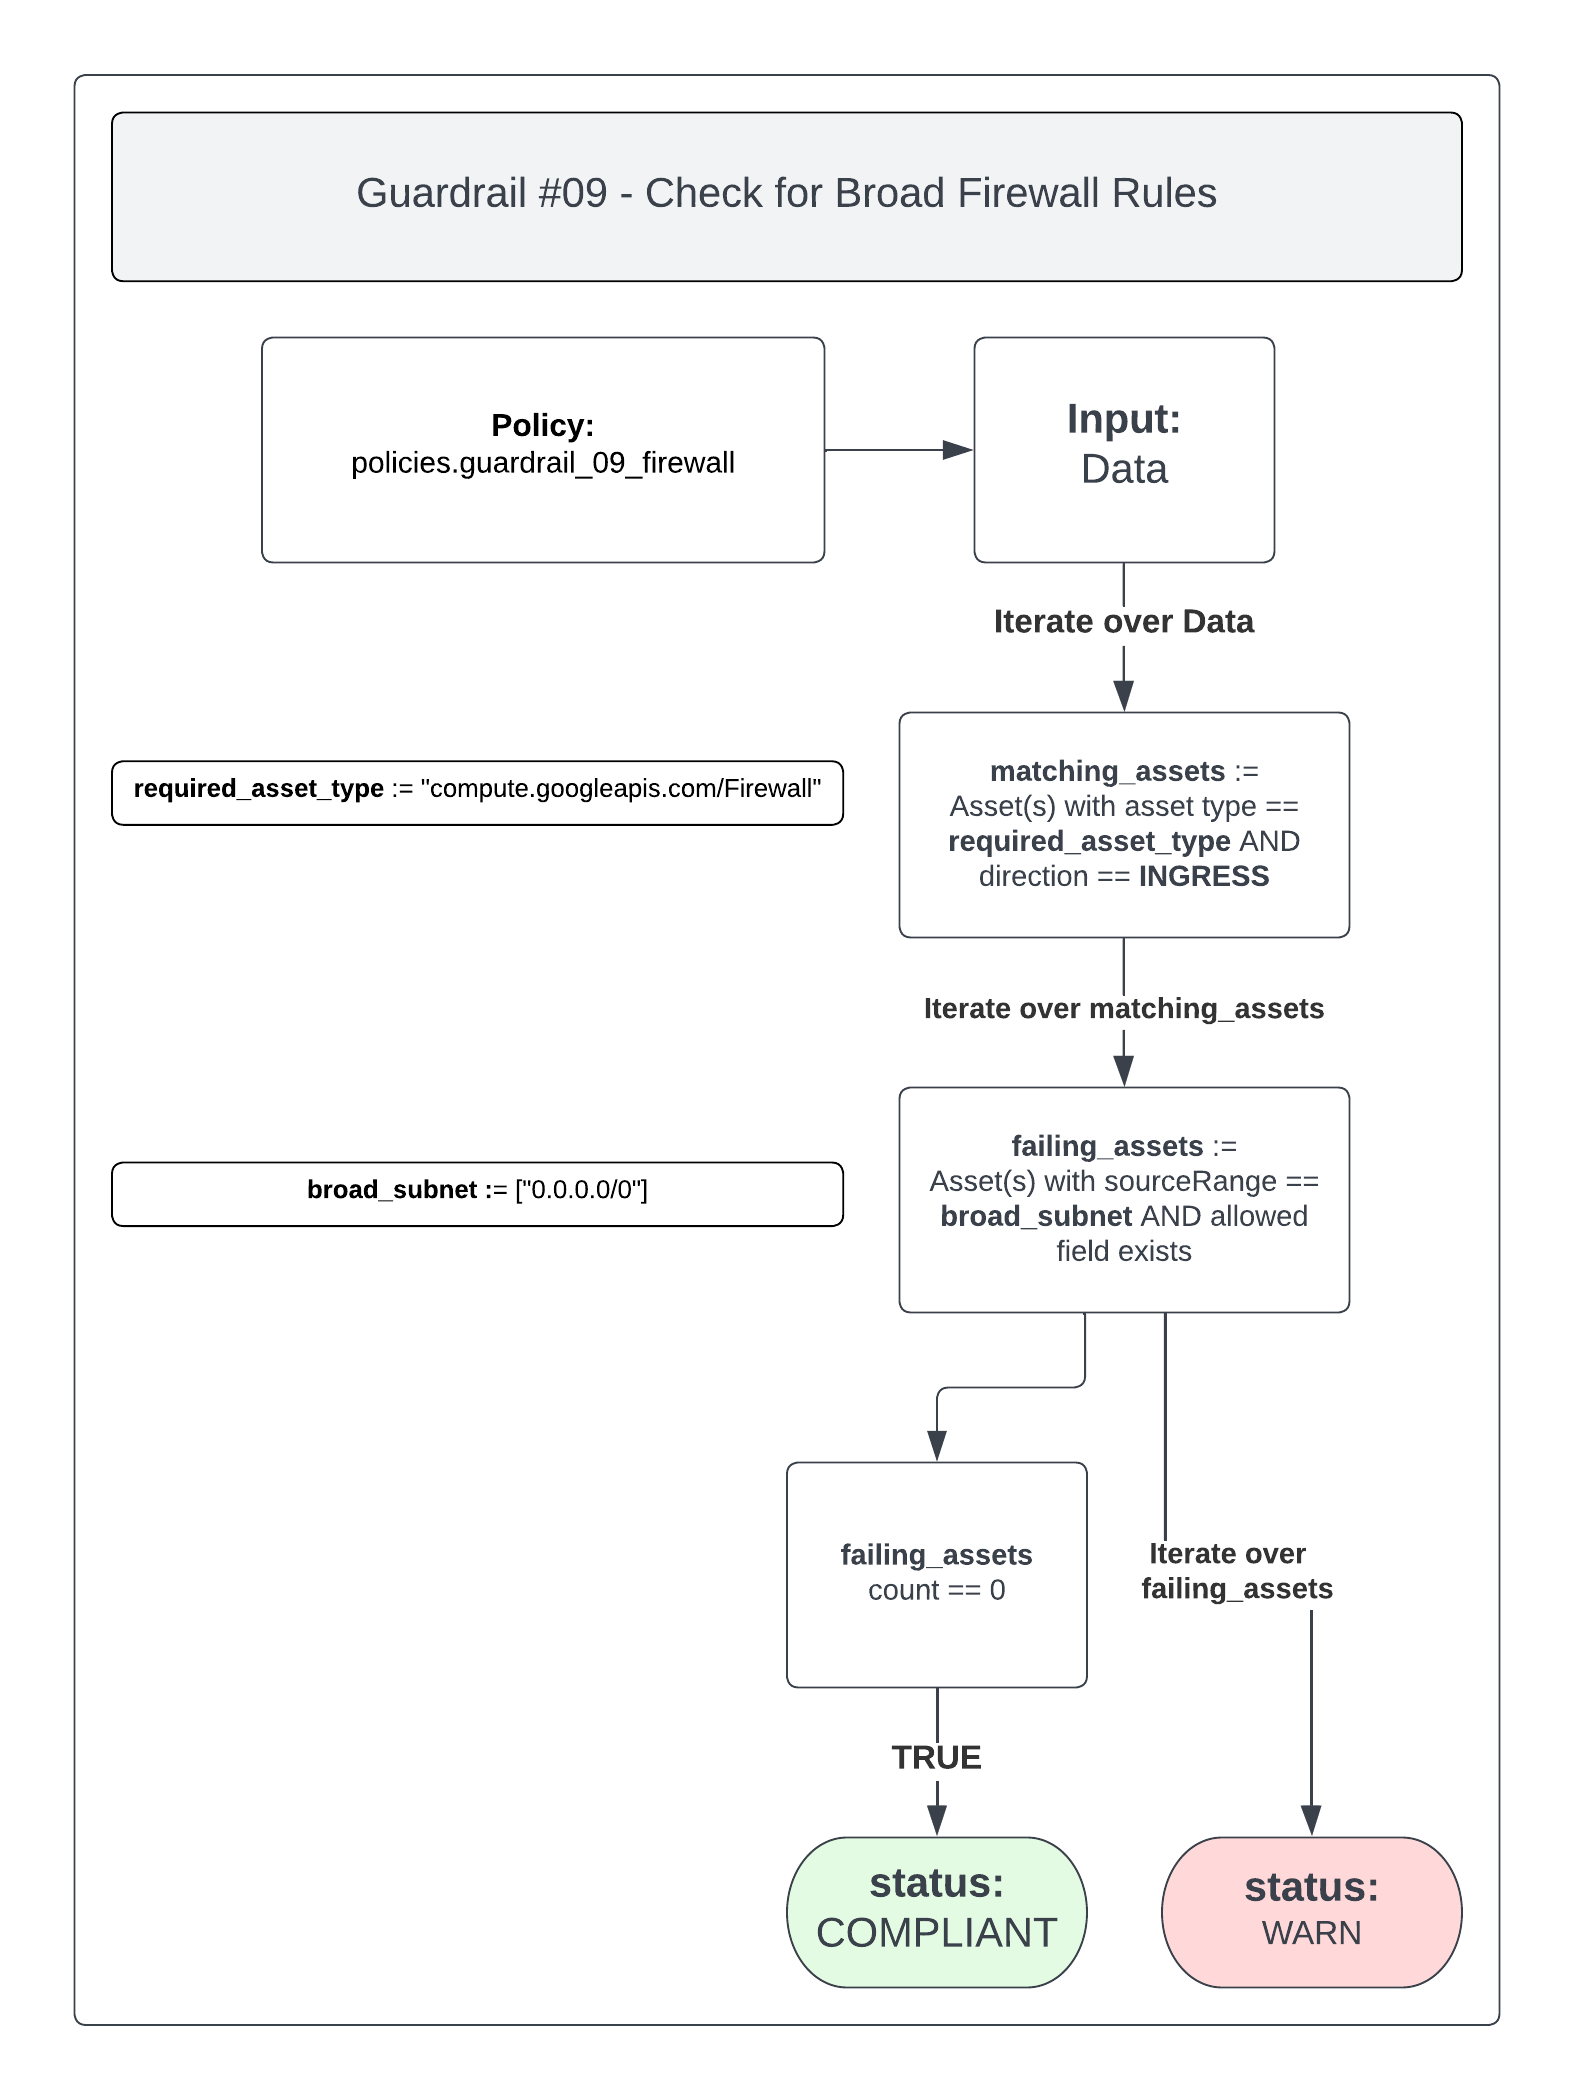 Guardrail #09 - Check for Broad Firewall Rules
Policy:
policies.guardrail_09_firewall
Input:
Data
Iterate over Data
required_asset_type := "compute.googleapis.com/Firewall"
matching_assets :=
Asset(s) with asset type ==
required_asset_type AND
direction == INGRESS
Iterate over matching_assets
broad_subnet := ["0.0.0.0/0"]
failing_assets :=
Asset(s) with sourceRange ==
broad_subnet AND allowed
field exists
failing_assets
count == 0
Iterate over
failing_assets
TRUE
status:
COMPLIANT
status:
WARN